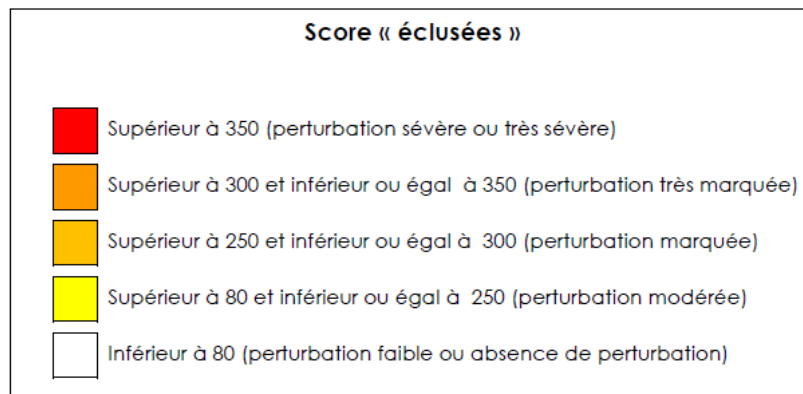 Score « éclusées »
Supérieur à 350 (perturbation sévère ou très sévère)
Supérieur à 300 et inférieur ou égal  à 350 (perturbation très marquée)
Supérieur à 250 et inférieur ou égal à  300 (perturbation marquée)
Supérieur à 80 et inférieur ou égal à  250 (perturbation modérée)
Inférieur à 80 (perturbation faible ou absence de perturbation)